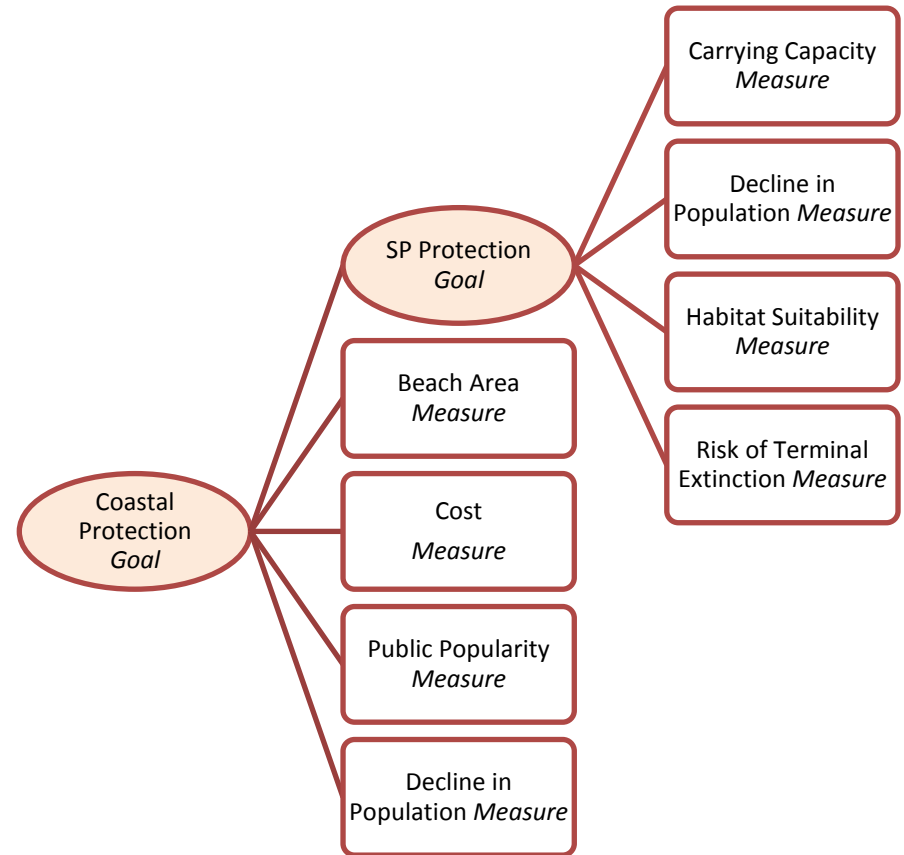 Carrying Capacity
Measure
Decline in
Population Measure
SP Protection
Goal
Habitat Suitability
Measure
Beach Area
Measure
Risk of Terminal
Extinction Measure
Coastal
Protection
Goal
Cost
Measure
Public Popularity
Measure
Decline in
Population Measure